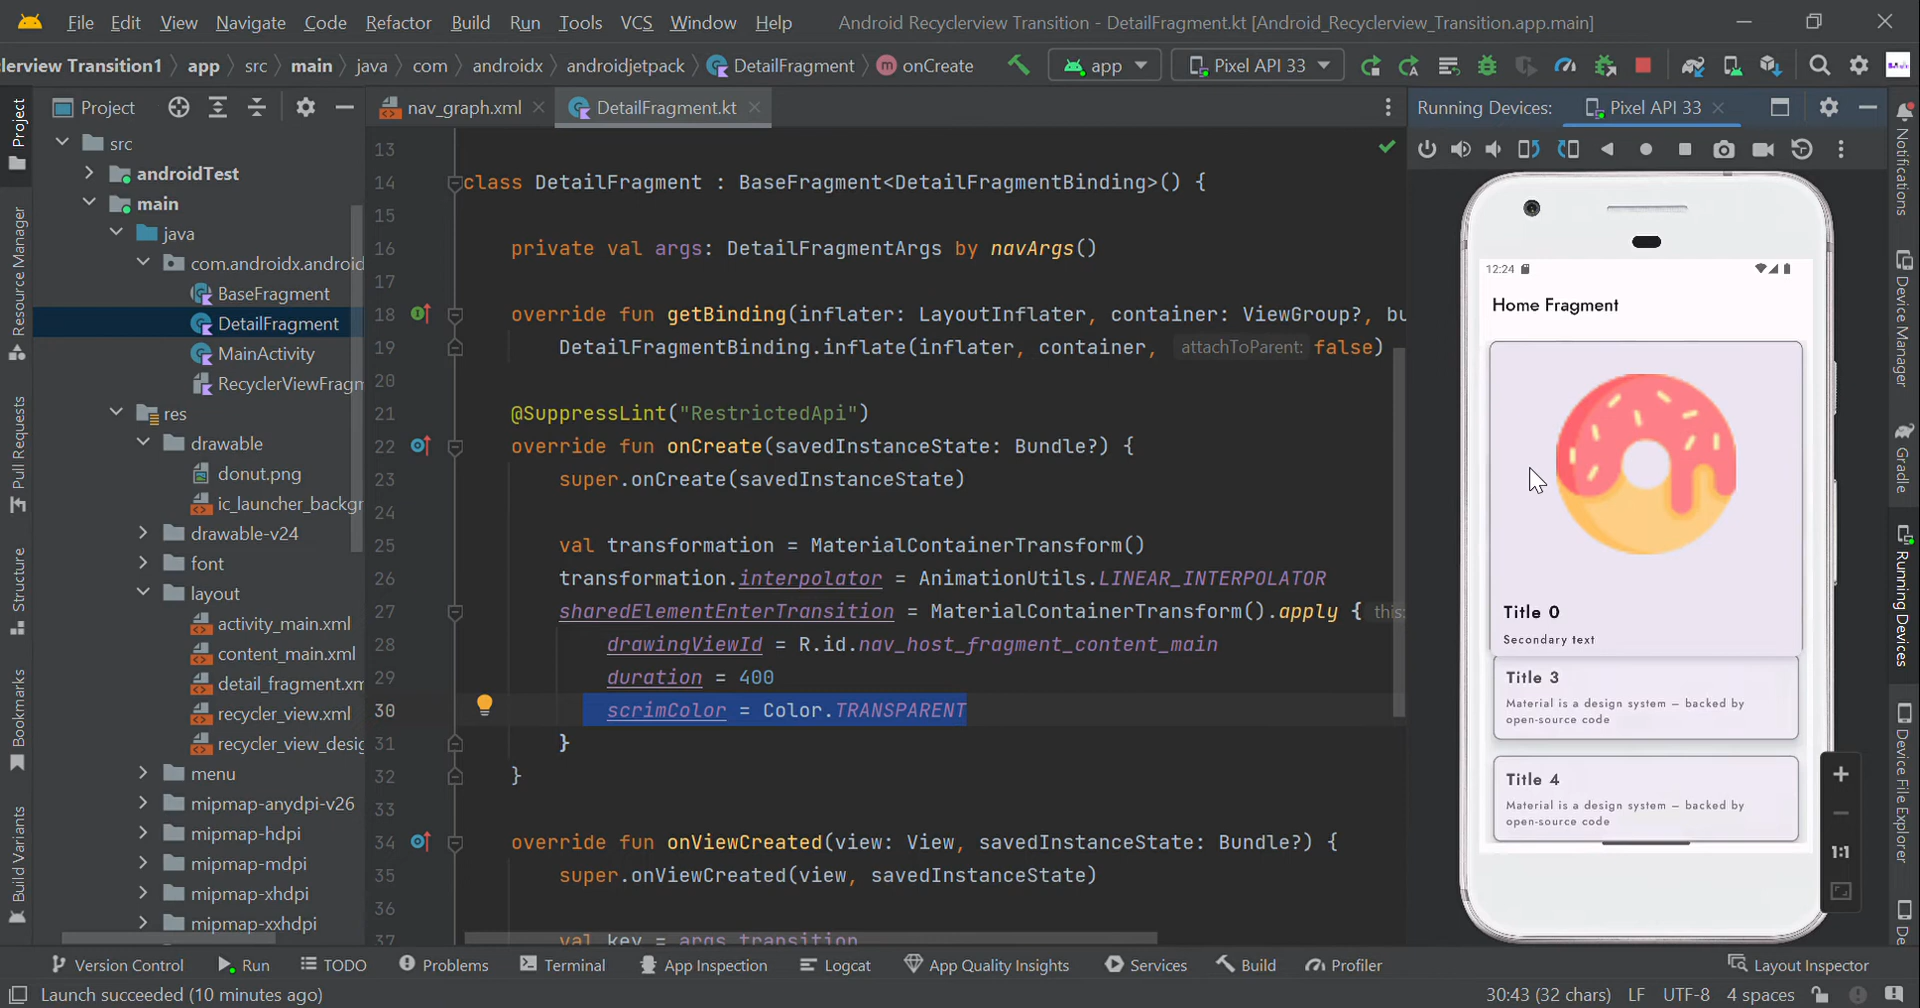 File Edit View Navigate Code Refactor Build Run Tools VCS Window Help Android Recyclerview Transition - DetailFragment.kt [Android_Recyclerview_Transition.app.main]
clerview Transition1 app src main java com androidx androidjetpack DetailFragment onCreate app Pixel API 33
Project
nav_graph.xml DetailFragment.kt
Running Devices: Pixel API 33
Project
Resource Manager
Pull Requests
Structure
Bookmarks
Build Variants
src
androidTest
main
java
com.androidx.android
BaseFragment
DetailFragment
MainActivity
RecyclerViewFragm
res
drawable
donut.png
ic_launcher_backgr
drawable-v24
font
layout
activity_main.xml
content_main.xml
detail_fragment.xm
recycler_view.xml
recycler_view_desig
menu
mipmap-anydpi-v26
mipmap-hdpi
mipmap-mdpi
mipmap-xhdpi
mipmap-xxhdpi
13
14 class DetailFragment : BaseFragment<DetailFragmentBinding>() {
15
16 private val args: DetailFragmentArgs by navArgs()
17
18 override fun getBinding(inflater: LayoutInflater, container: ViewGroup?, bu
19 DetailFragmentBinding.inflate(inflater, container, attachToParent: false)
20
21 @SuppressLint("RestrictedApi")
22 override fun onCreate(savedInstanceState: Bundle?) {
23 super.onCreate(savedInstanceState)
24
25 val transformation = MaterialContainerTransform()
26 transformation.interpolator = AnimationUtils.LINEAR_INTERPOLATOR
27 sharedElementEnterTransition = MaterialContainerTransform().apply { this:
28 drawingViewId = R.id.nav_host_fragment_content_main
29 duration = 400
30 scrimColor = Color.TRANSPARENT
31 }
32 }
33
34 override fun onViewCreated(view: View, savedInstanceState: Bundle?) {
35 super.onViewCreated(view, savedInstanceState)
36
37 val key = args.transition
12:24
Home Fragment
Title 0
Secondary text
Title 3
Material is a design system – backed by
open-source code
Title 4
Material is a design system – backed by
open-source code
1:1
Notifications
Device Manager
Gradle
Running Devices
Device File Explorer
De
Version Control Run TODO Problems Terminal App Inspection Logcat App Quality Insights Services Build Profiler Layout Inspector
Launch succeeded (10 minutes ago) 30:43 (32 chars) LF UTF-8 4 spaces